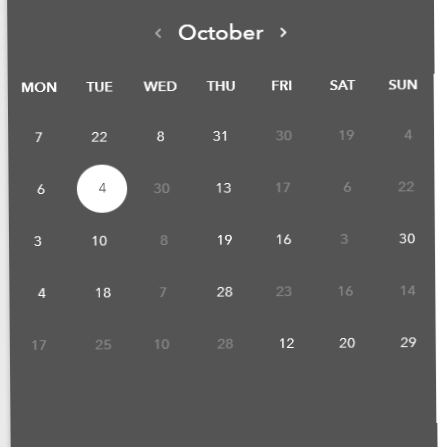 ‹ October ›
MON TUE WED THU FRI SAT SUN
7 22 8 31 30 19 4
6 4 30 13 17 6 22
3 10 8 19 16 3 30
4 18 7 28 23 16 14
17 25 10 28 12 20 29